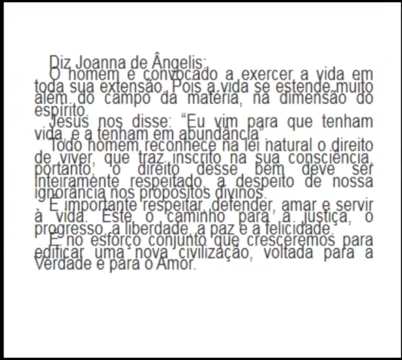 Diz Joanna de Ângelis:
O homem é convocado a exercer a vida em
toda sua extensão. Pois a vida se estende muito
além do campo da matéria, na dimensão do
espírito.
Jesus nos disse: “Eu vim para que tenham
vida, e a tenham em abundância”.
Todo homem reconhece na lei natural o direito
de viver, que traz inscrito na sua consciência,
portanto, o direito desse bem deve ser
Inteiramente respeitado, a despeito de nossa
ignorância nos propósitos divinos.
É importante respeitar, defender, amar e servir
à vida. Este o caminho para a justiça, o
progresso, a liberdade, a paz e a felicidade.
É no esforço conjunto que cresceremos para
edificar uma nova civilização, voltada para a
Verdade e para o Amor.